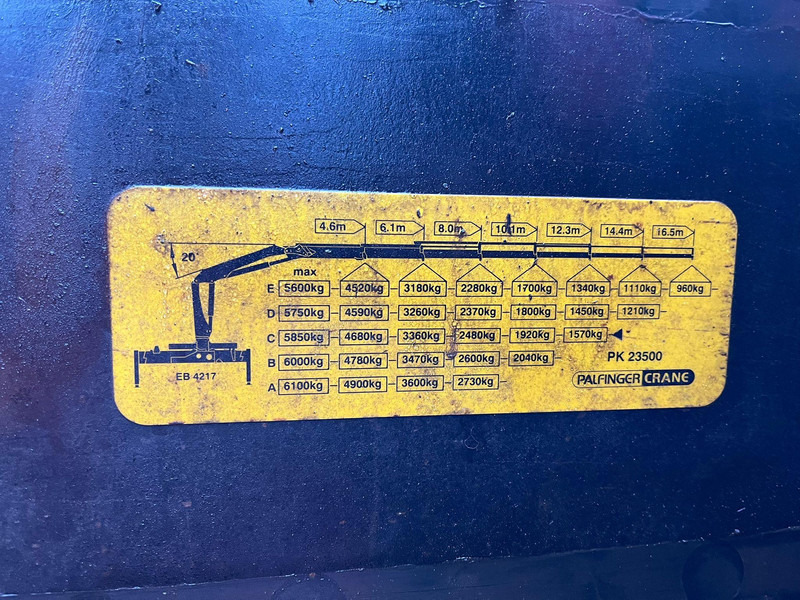 4.6m 6.1m 8.0m 10.1m 12.3m 14.4m 16.5m
20°
max
E 5600kg 4520kg 3180kg 2280kg 1700kg 1340kg 1110kg 960kg
D 5750kg 4590kg 3260kg 2370kg 1800kg 1450kg 1210kg
C 5850kg 4680kg 3360kg 2480kg 1920kg 1570kg
B 6000kg 4780kg 3470kg 2600kg 2040kg PK 23500
EB 4217
A 6100kg 4900kg 3600kg 2730kg PALFINGER CRANE